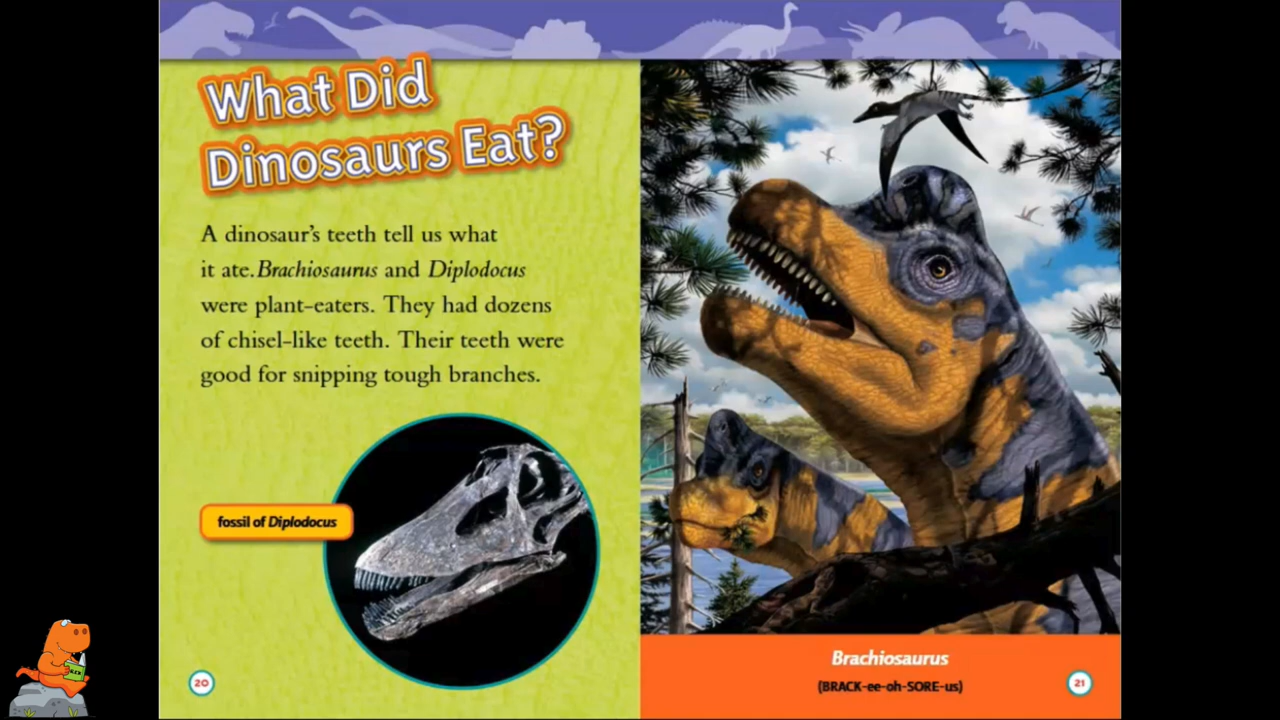 What Did
Dinosaurs Eat?
A dinosaur's teeth tell us what
it ate. Brachiosaurus and Diplodocus
were plant-eaters. They had dozens
of chisel-like teeth. Their teeth were
good for snipping tough branches.
fossil of Diplodocus
20
Brachiosaurus
(BRACK-ee-oh-SORE-us)
21